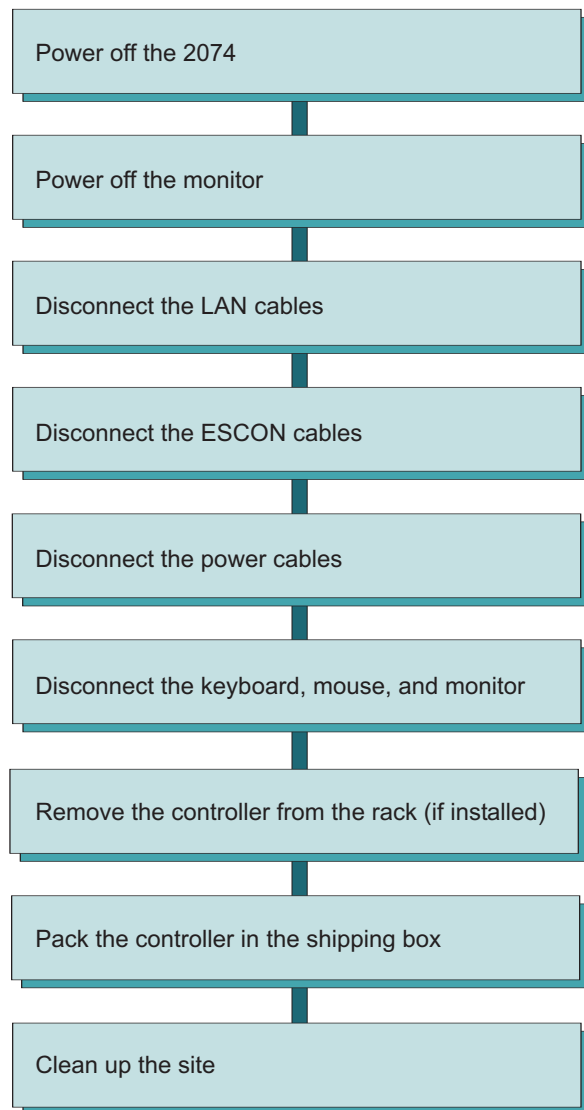 Power off the 2074
Power off the monitor
Disconnect the LAN cables
Disconnect the ESCON cables
Disconnect the power cables
Disconnect the keyboard, mouse, and monitor
Remove the controller from the rack (if installed)
Pack the controller in the shipping box
Clean up the site